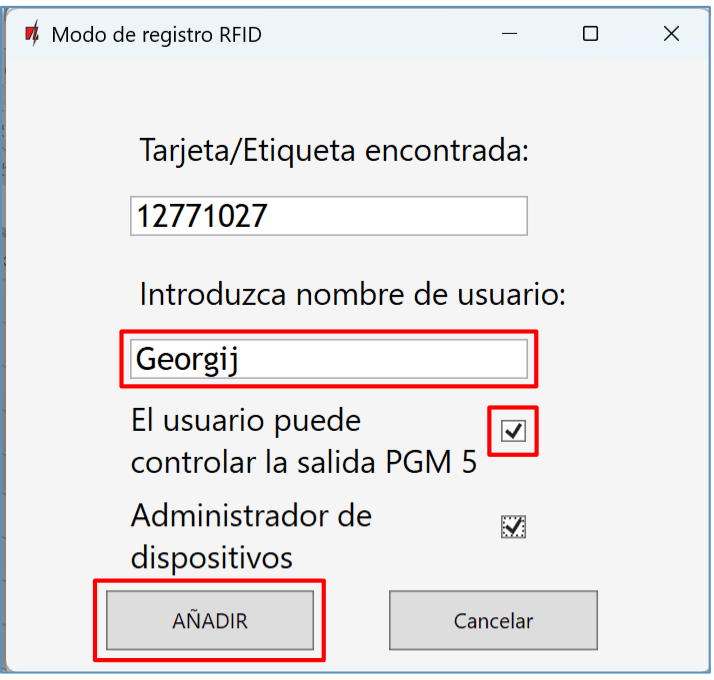 Modo de registro RFID
Tarjeta/Etiqueta encontrada:
12771027
Introduzca nombre de usuario:
Georgij
El usuario puede
controlar la salida PGM 5
Administrador de
dispositivos
AÑADIR
Cancelar